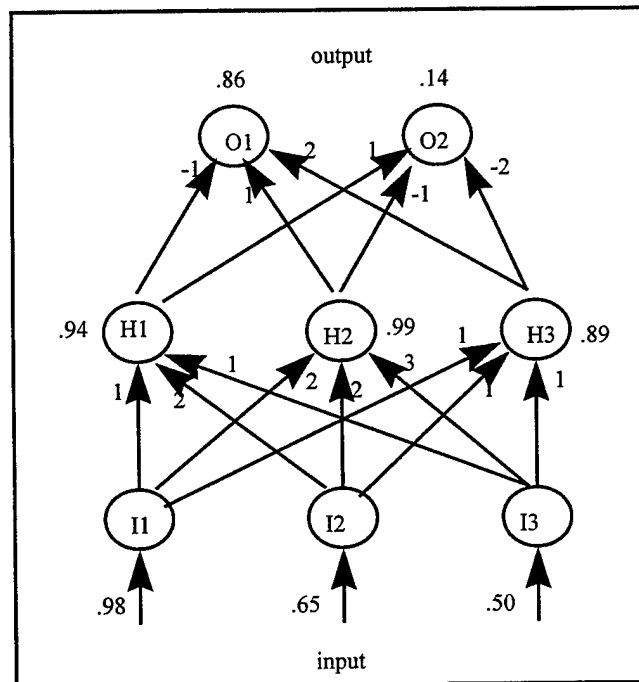 output
.86 .14
O1 O2
-1 2 1 -2
1 -1
.94 H1 H2 .99 H3 .89
1 2 1 2 2 3 1 1 1
I1 I2 I3
.98 .65 .50
input